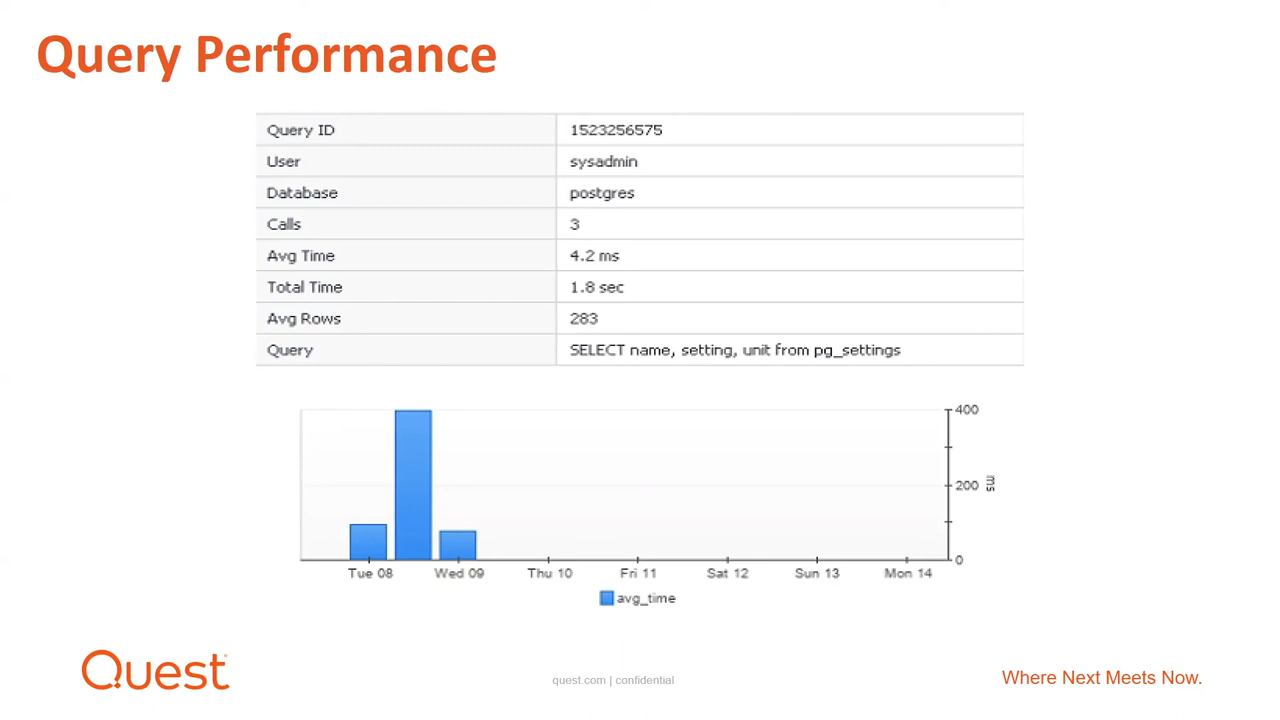 Query Performance
Query ID 1523256575
User sysadmin
Database postgres
Calls 3
Avg Time 4.2 ms
Total Time 1.8 sec
Avg Rows 283
Query SELECT name, setting, unit from pg_settings
400
200
ms
0
Tue 08 Wed 09 Thu 10 Fri 11 Sat 12 Sun 13 Mon 14
avg_time
Quest
quest.com | confidential
Where Next Meets Now.